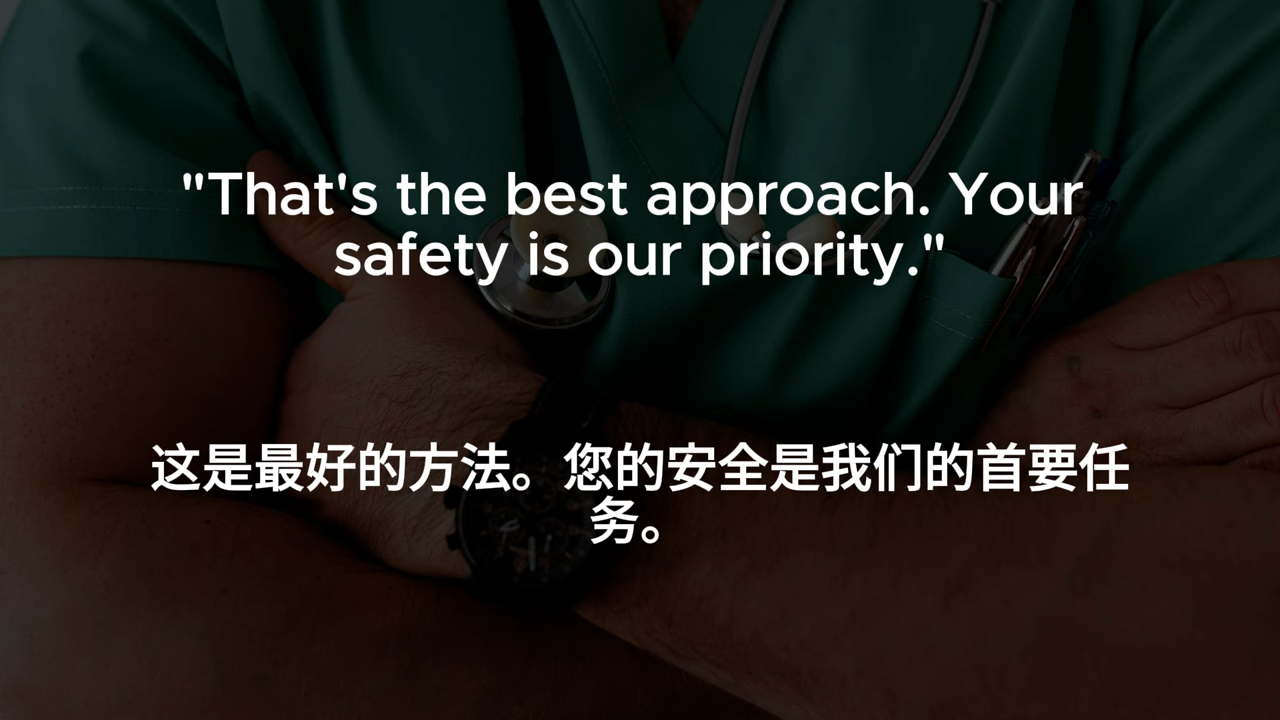 "That's the best approach. Your
safety is our priority."
这是最好的方法。您的安全是我们的首要任
务。